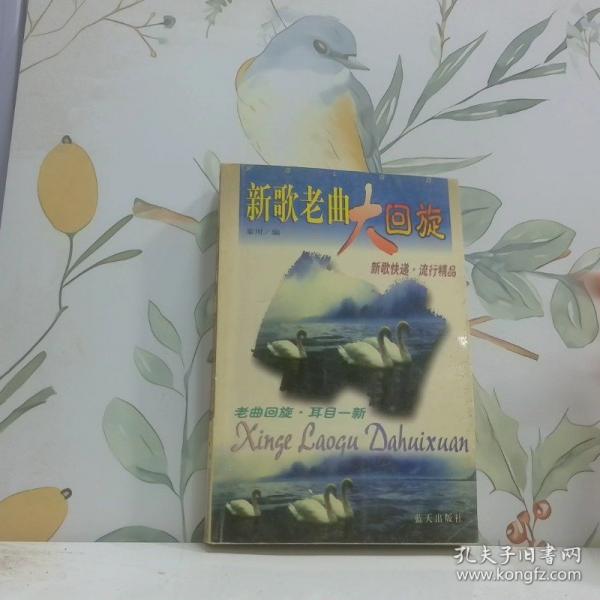 新歌老曲大回旋
编
新歌快递·流行精品
老曲回旋·耳目一新
Xinge Laogu Dahuixuan
蓝天出版社
孔夫子旧书网
www.kongfz.com